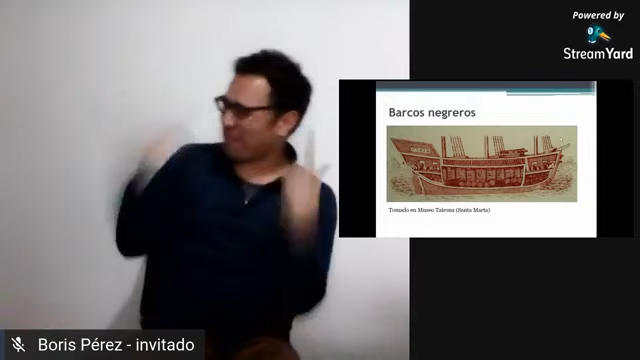 Powered by
StreamYard
Barcos negreros
Tomado en Museo Tairona (Santa Marta)
Boris Pérez - invitado